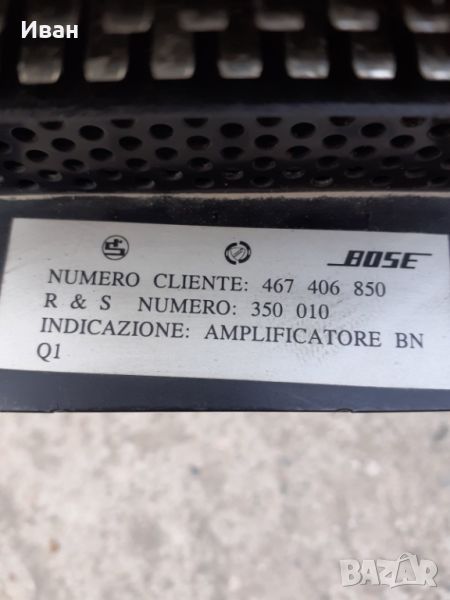 Иван
BOSE
NUMERO CLIENTE: 467 406 850
R & S NUMERO: 350 010
INDICAZIONE: AMPLIFICATORE BN
Q1
BAZAR